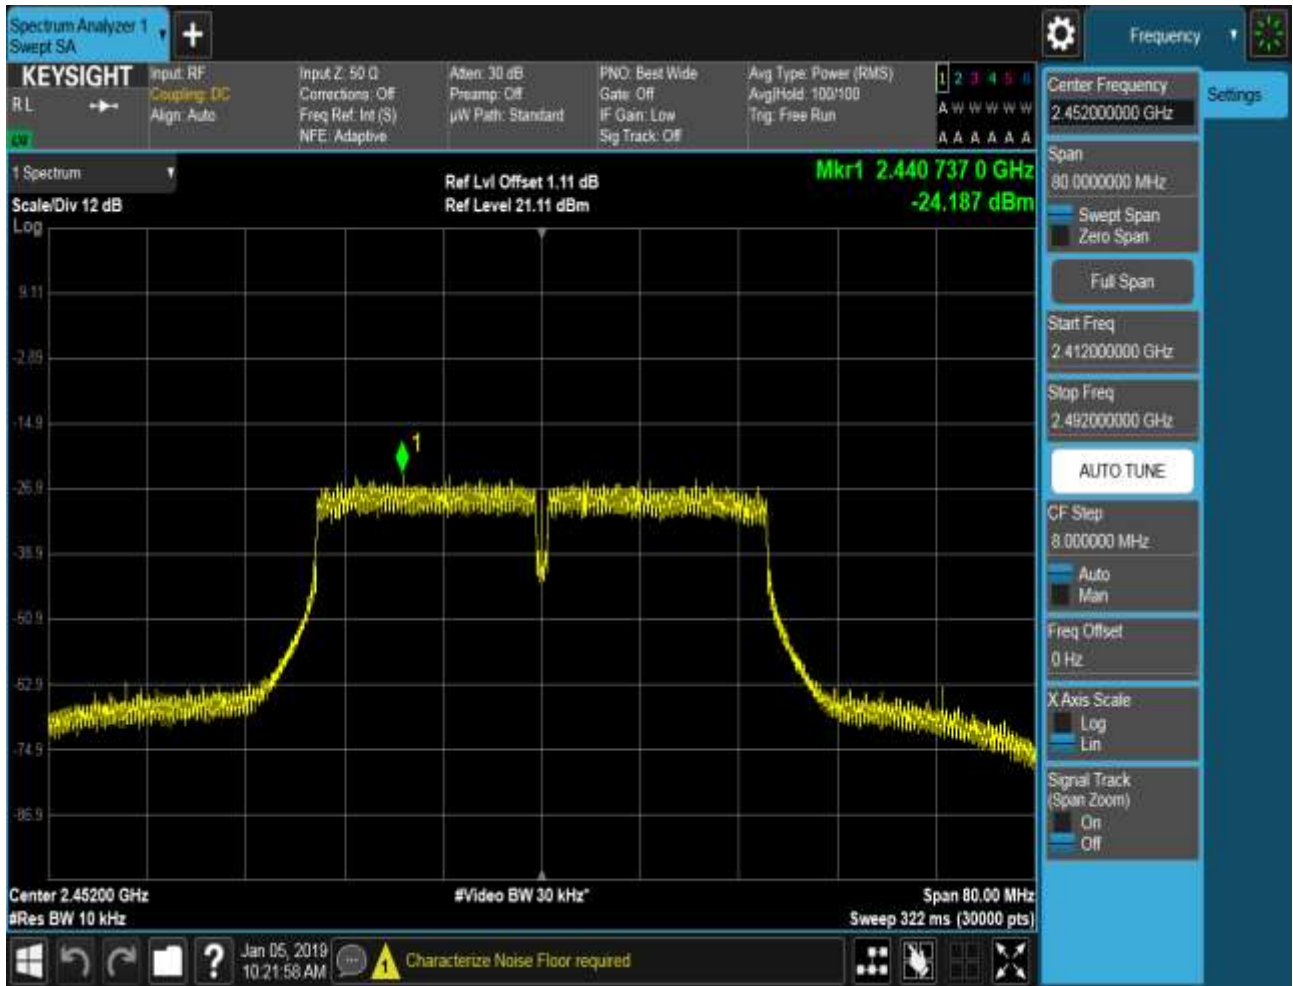 Spectrum Analyzer 1
Swept SA
+
Frequency
KEYSIGHT
RL
Input: RF
Coupling: DC
Align: Auto
Input Z: 50 Ω
Corrections: Off
Freq Ref: Int (S)
NFE: Adaptive
Atten: 30 dB
Preamp: Off
µW Path: Standard
PNO: Best Wide
Gate: Off
IF Gain: Low
Sig Track: Off
Avg Type: Power (RMS)
Avg|Hold: 100/100
Trig: Free Run
1 2 3 4 5 6
A W W W W W
A A A A A A
1 Spectrum
Scale/Div 12 dB
Log
Ref Lvl Offset 1.11 dB
Ref Level 21.11 dBm
Mkr1 2.440 737 0 GHz
-24.187 dBm
9.11
-2.89
-14.9
-26.9
-38.9
-50.9
-62.9
-74.9
-86.9
1
Center 2.45200 GHz
#Res BW 10 kHz
#Video BW 30 kHz*
Span 80.00 MHz
Sweep 322 ms (30000 pts)
Center Frequency
2.452000000 GHz
Settings
Span
80.0000000 MHz
Swept Span
Zero Span
Full Span
Start Freq
2.412000000 GHz
Stop Freq
2.492000000 GHz
AUTO TUNE
CF Step
8.000000 MHz
Auto
Man
Freq Offset
0 Hz
X Axis Scale
Log
Lin
Signal Track
(Span Zoom)
On
Off
?
Jan 05, 2019
10:21:58 AM
1
Characterize Noise Floor required